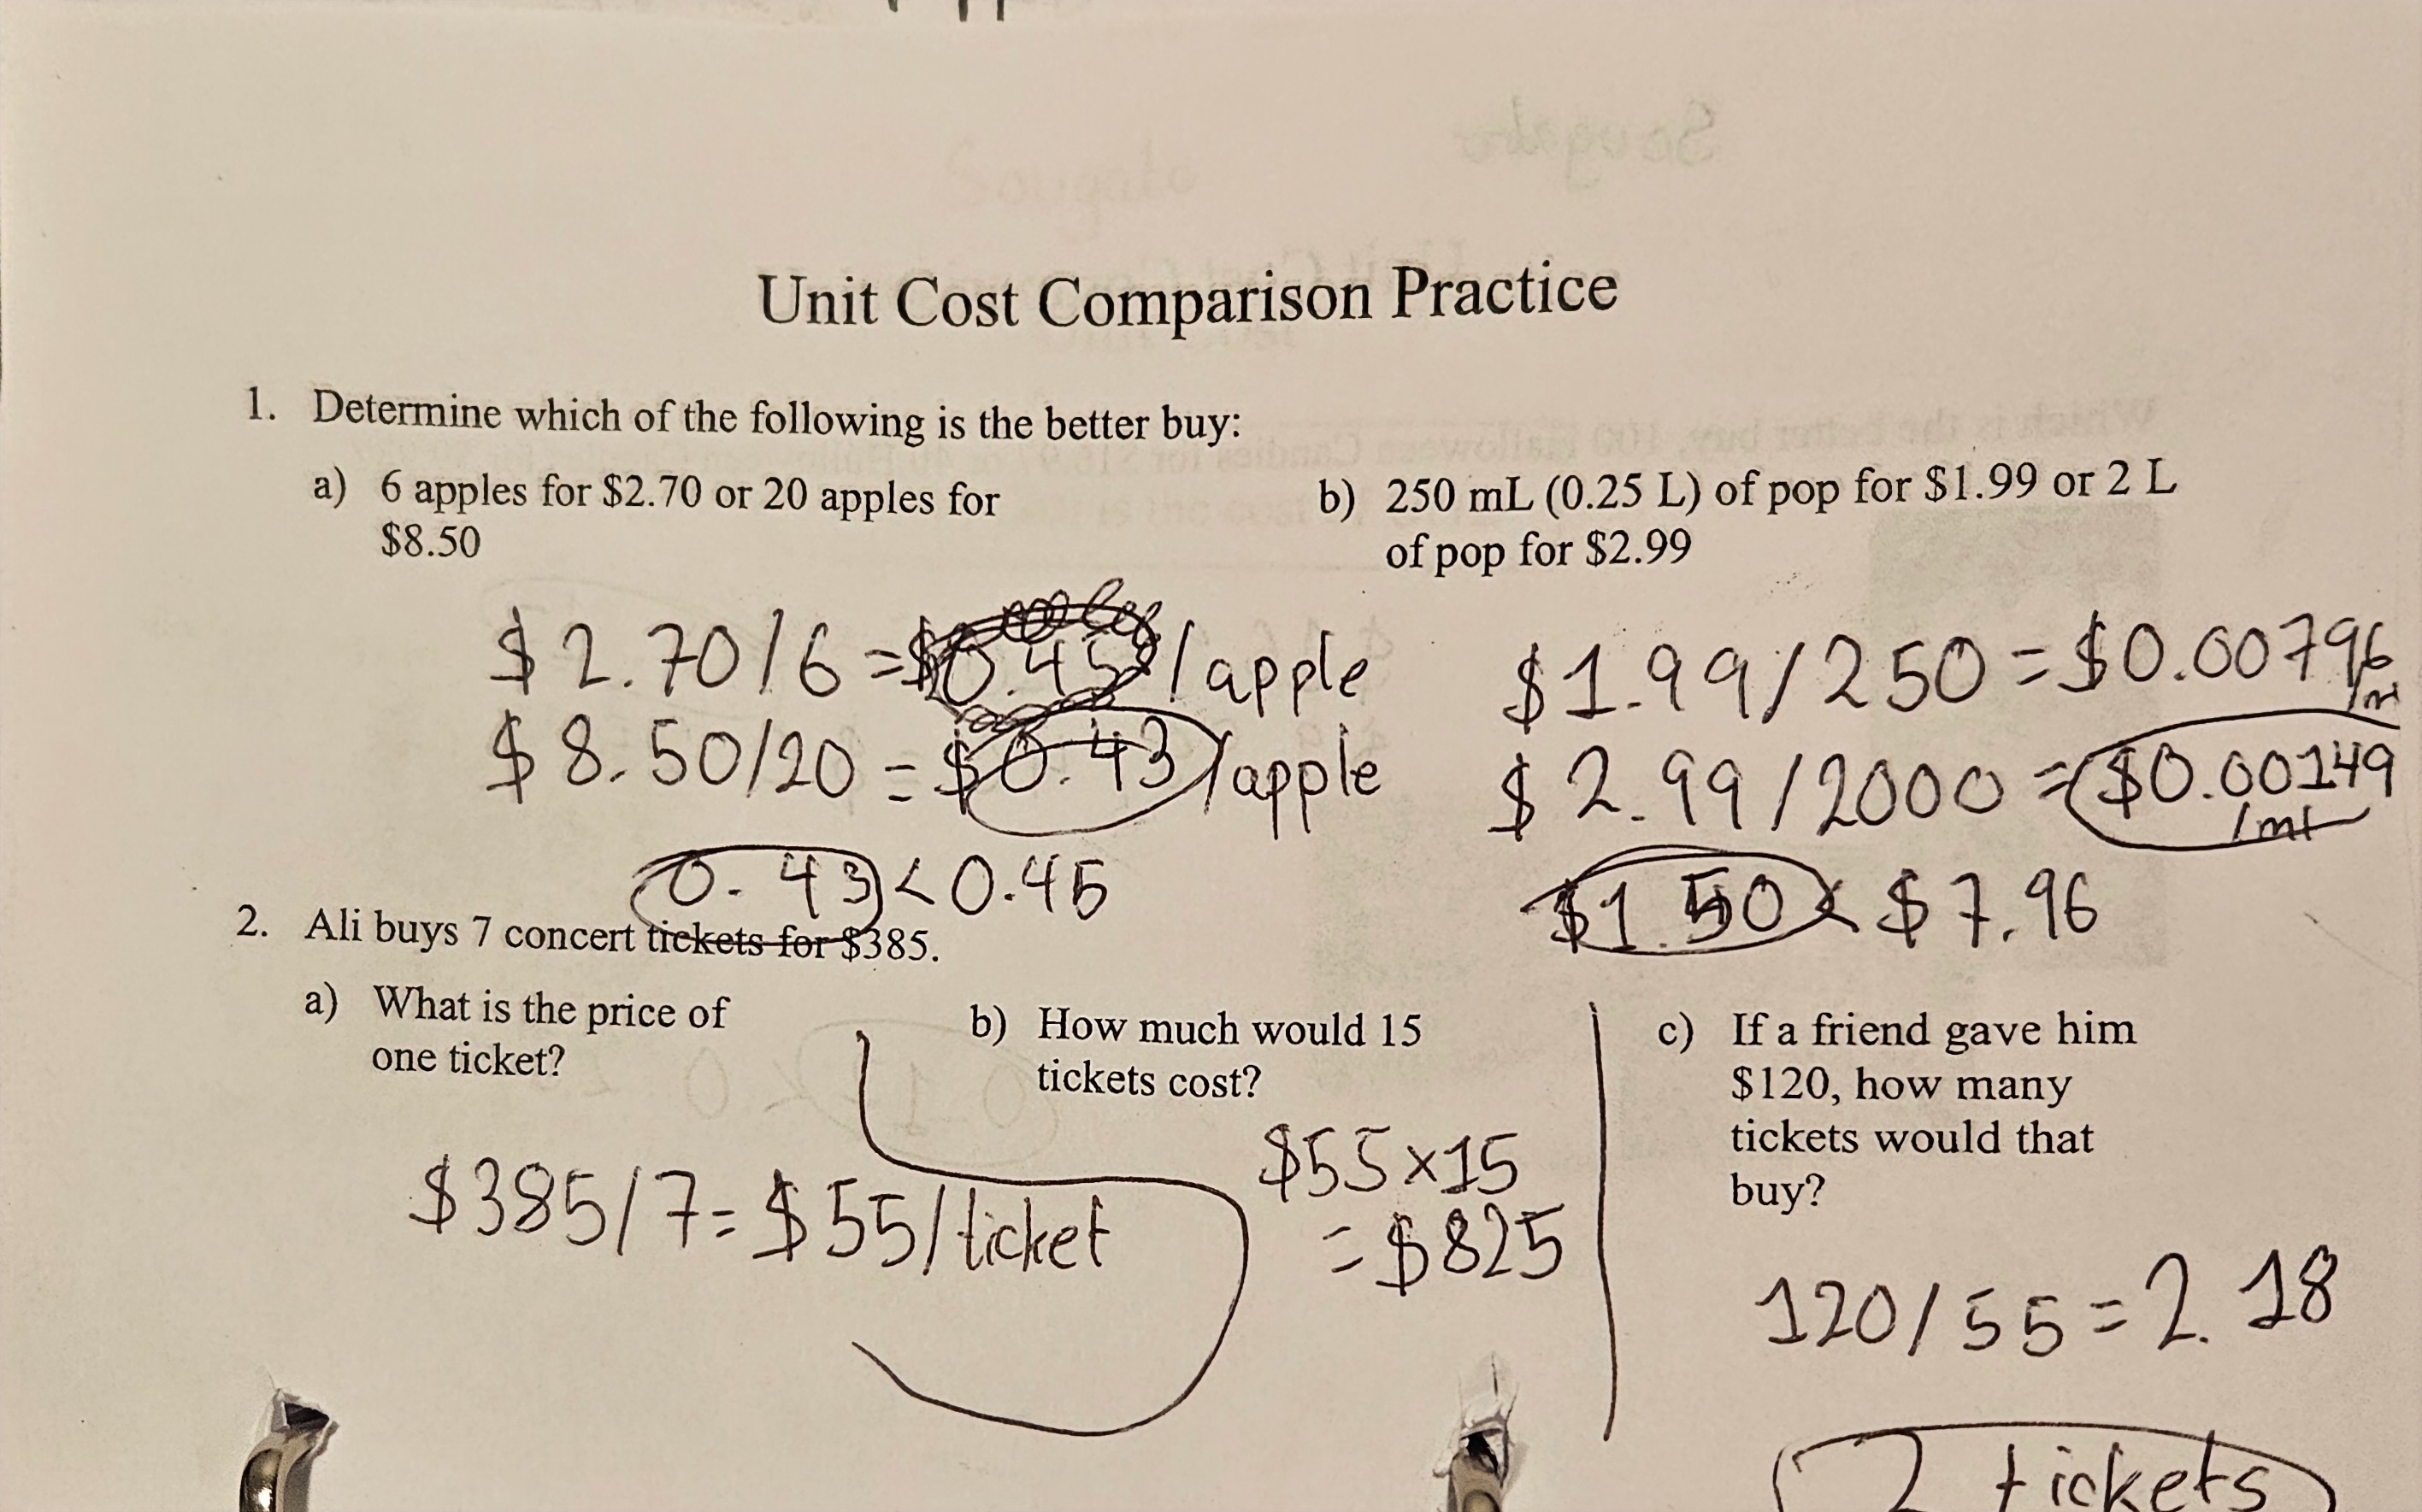 Unit Cost Comparison Practice
1. Determine which of the following is the better buy:
a) 6 apples for $2.70 or 20 apples for
$8.50
$2.70/6 = $0.45/apple
$8.50/20 = $0.43/apple
0.43 < 0.45
b) 250 mL (0.25 L) of pop for $1.99 or 2 L
of pop for $2.99
$1.99/250 = $0.00796
/ml
$2.99/2000 = $0.00149
/ml
$1.50 < $7.96
2. Ali buys 7 concert tickets for $385.
a) What is the price of
one ticket?
$385/7 = $55/ticket
b) How much would 15
tickets cost?
$55 x 15
= $825
c) If a friend gave him
$120, how many
tickets would that
buy?
120/55 = 2.18
2 tickets